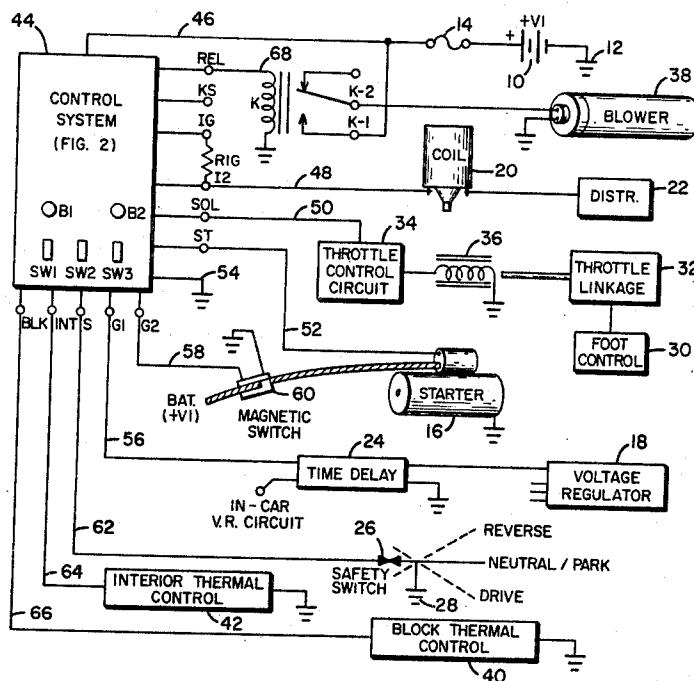 44
46
14
+V1
+
10
12
REL
68
38
CONTROL
SYSTEM
(FIG. 2)
KS
K
K-2
K-1
BLOWER
IG
RIG
I2
48
COIL
20
DISTR.
22
B1
B2
SOL
50
34
36
SW1
SW2
SW3
ST
THROTTLE
CONTROL
CIRCUIT
THROTTLE
LINKAGE
32
54
52
BLK
INT
S
G1
G2
FOOT
CONTROL
30
58
60
BAT.
(+V1)
MAGNETIC
SWITCH
STARTER
16
56
24
18
TIME DELAY
VOLTAGE
REGULATOR
IN-CAR
V.R. CIRCUIT
62
26
REVERSE
NEUTRAL / PARK
SAFETY
SWITCH
28
DRIVE
64
INTERIOR THERMAL
CONTROL
42
66
BLOCK THERMAL
CONTROL
40